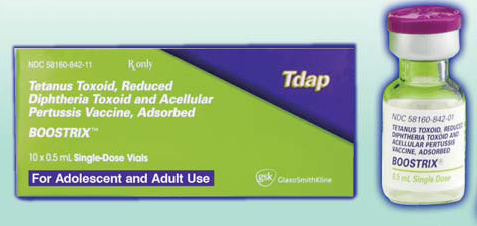 NDC 58160-842-11
Rx only
Tdap
Tetanus Toxoid, Reduced
Diphtheria Toxoid and Acellular
Pertussis Vaccine, Adsorbed
BOOSTRIX™
10 x 0.5 mL Single-Dose Vials
For Adolescent and Adult Use
gsk GlaxoSmithKline
NDC 58160-842-01
TETANUS TOXOID, REDUCED
DIPHTHERIA TOXOID AND
ACELLULAR PERTUSSIS
VACCINE, ADSORBED
BOOSTRIX®
0.5 mL Single Dose